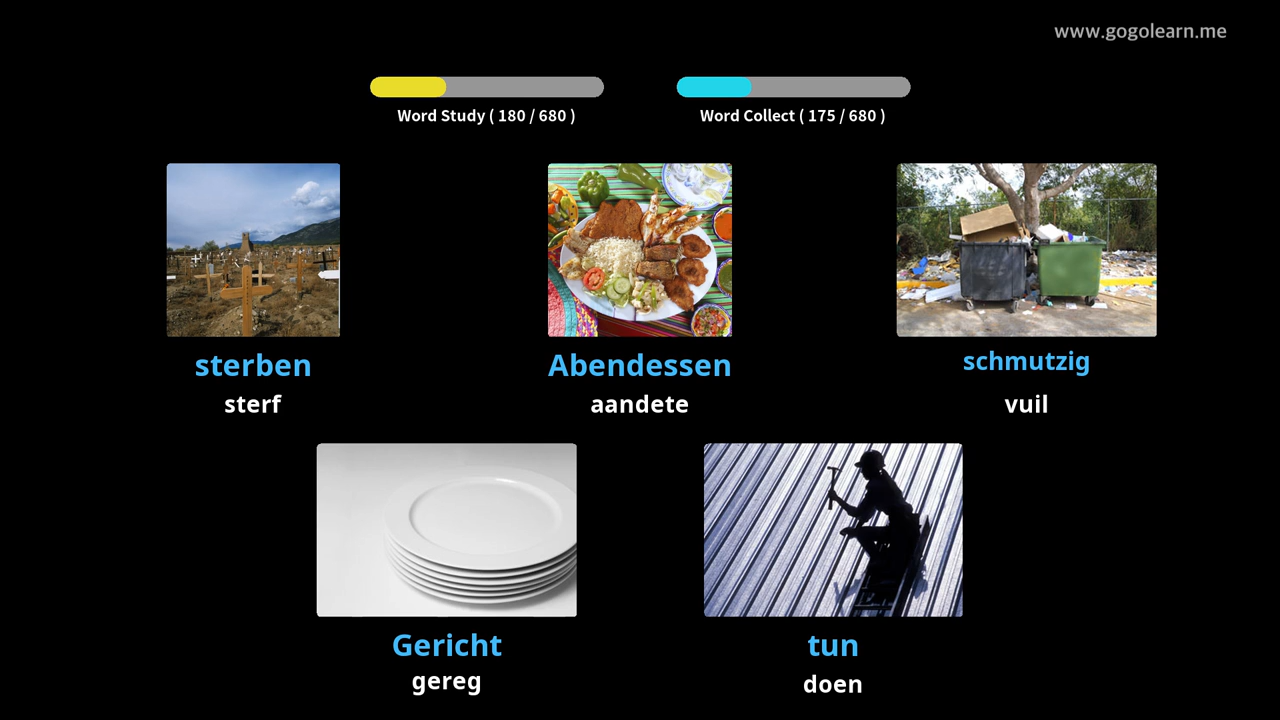 www.gogolearn.me
Word Study ( 180 / 680 )
Word Collect ( 175 / 680 )
sterben
sterf
Abendessen
aandete
schmutzig
vuil
Gericht
gereg
tun
doen